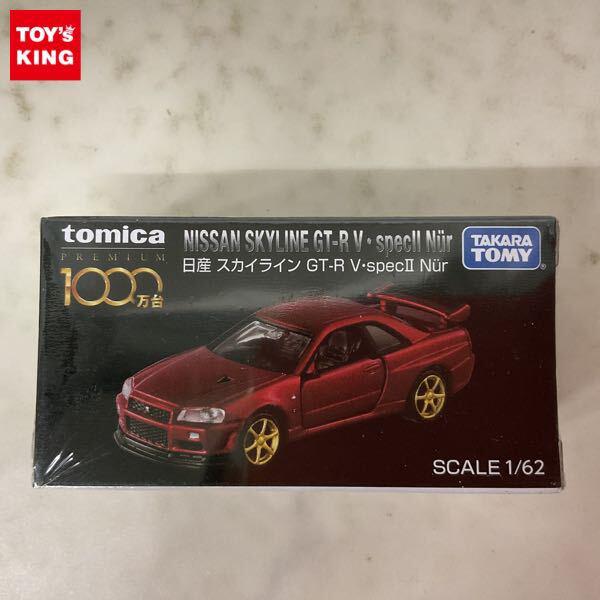 TOY's
KING
tomica
PREMIUM
1000万台
NISSAN SKYLINE GT-R V・specII Nür
日産 スカイライン GT-R V・specII Nür
TAKARA
TOMY
SCALE 1/62